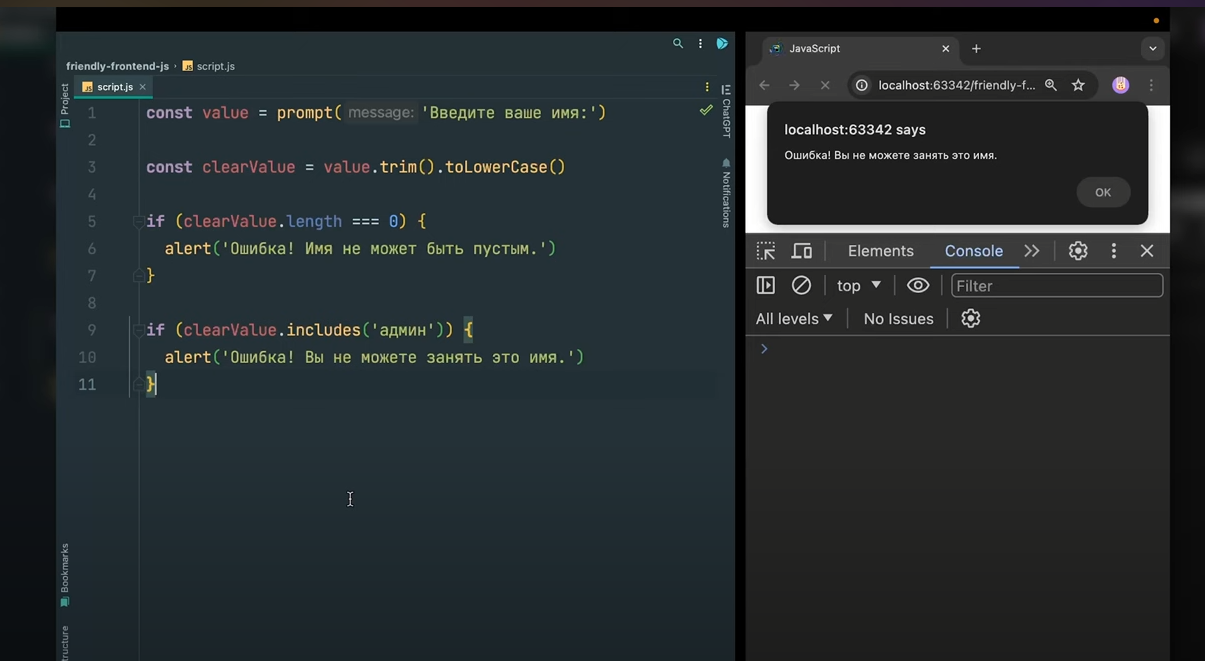 friendly-frontend-js › script.js
script.js ×
Project
1 const value = prompt( message: 'Введите ваше имя:')
2
3 const clearValue = value.trim().toLowerCase()
4
5 if (clearValue.length === 0) {
6 alert('Ошибка! Имя не может быть пустым.')
7 }
8
9 if (clearValue.includes('админ')) {
10 alert('Ошибка! Вы не можете занять это имя.')
11 }
Bookmarks
ChatGPT
Notifications
JavaScript
localhost:63342/friendly-f...
localhost:63342 says
Ошибка! Вы не можете занять это имя.
OK
Elements Console
top Filter
All levels No Issues